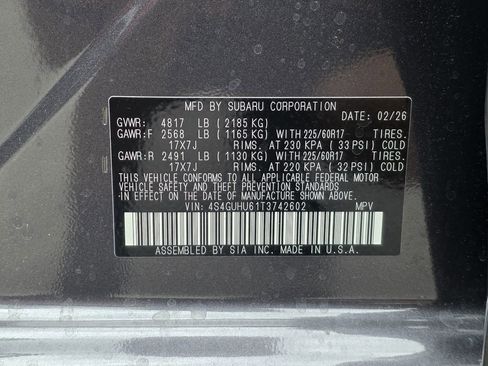 MFD BY SUBARU CORPORATION
DATE: 02/26
GVWR: 4817 LB ( 2185 KG)
GAWR:F 2568 LB ( 1165 KG) WITH 225/60R17 TIRES.
17X7J RIMS. AT 230 KPA ( 33 PSI) COLD
GAWR:R 2491 LB ( 1130 KG) WITH 225/60R17 TIRES.
17X7J RIMS. AT 220 KPA ( 32 PSI) COLD
THIS VEHICLE CONFORMS TO ALL APPLICABLE FEDERAL MOTOR
VEHICLE SAFETY AND THEFT PREVENTION STANDARDS
IN EFFECT ON THE DATE OF MANUFACTURE SHOWN ABOVE.
VIN: 4S4GUHU61T3742602 MPV
ASSEMBLED BY SIA INC. MADE IN U.S.A.